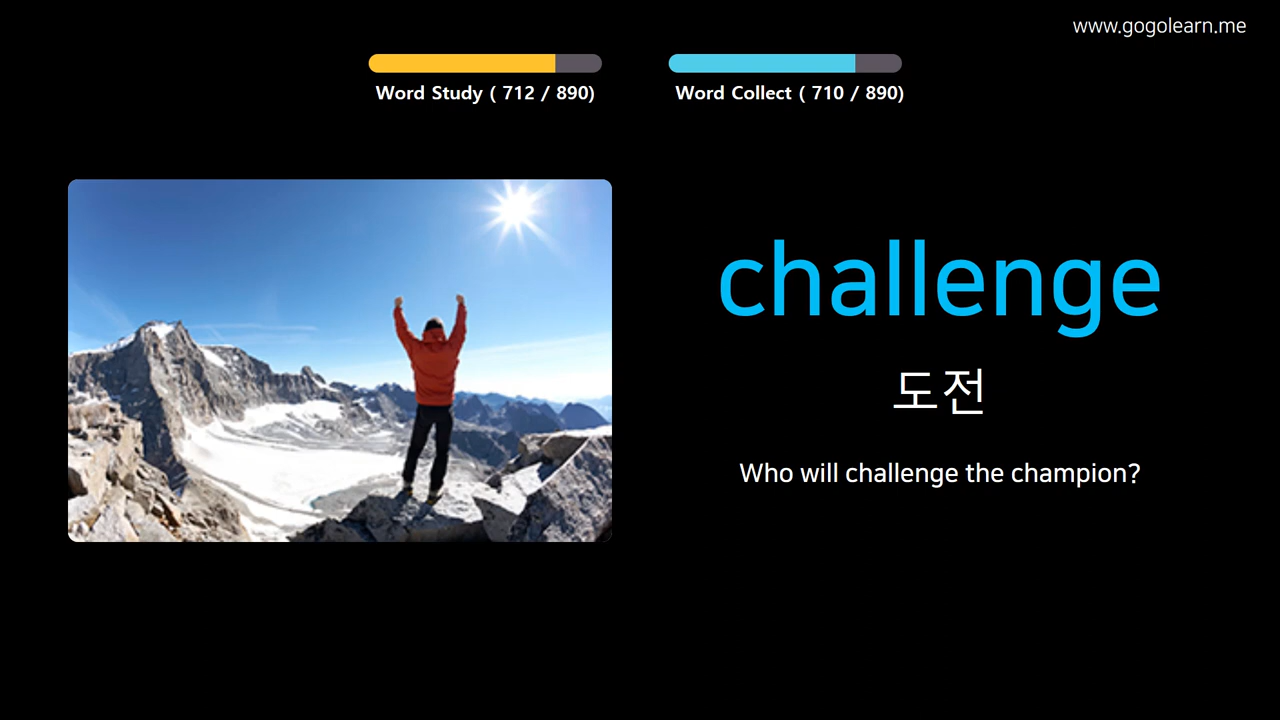 www.gogolearn.me
Word Study ( 712 / 890)
Word Collect ( 710 / 890)
challenge
도전
Who will challenge the champion?